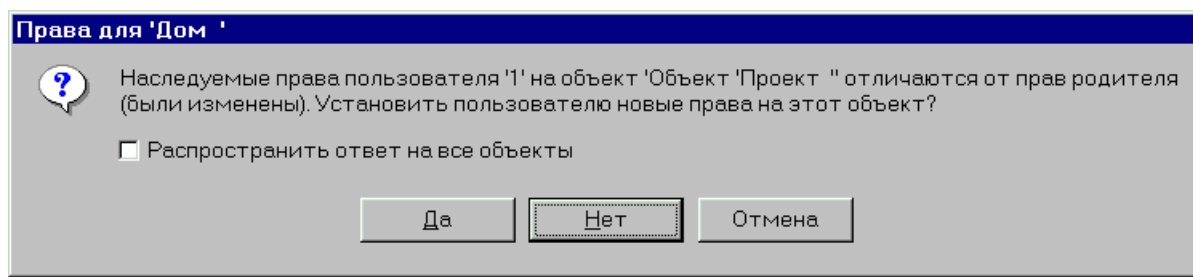 Права для 'Дом  '
Наследуемые права пользователя '1' на объект 'Объект 'Проект  '' отличаются от прав родителя
(были изменены). Установить пользователю новые права на этот объект?
Распространить ответ на все объекты
Да
Нет
Отмена